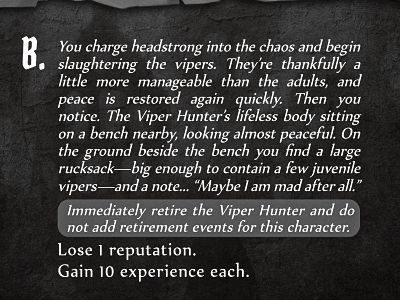 B. You charge headstrong into the chaos and begin
slaughtering the vipers. They're thankfully a
little more manageable than the adults, and
peace is restored again quickly. Then you
notice. The Viper Hunter's lifeless body sitting
on a bench nearby, looking almost peaceful. On
the ground beside the bench you find a large
rucksack—big enough to contain a few juvenile
vipers—and a note... “Maybe I am mad after all.”
Immediately retire the Viper Hunter and do
not add retirement events for this character.
Lose 1 reputation.
Gain 10 experience each.